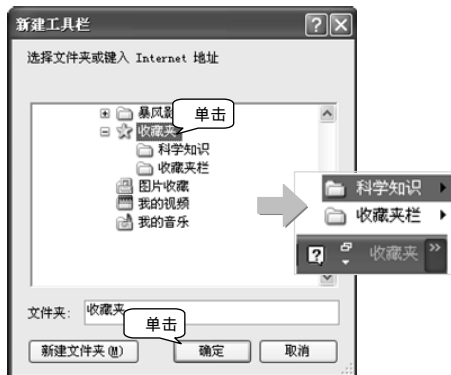 新建工具栏
选择文件夹或键入 Internet 地址
暴风影
单击
收藏夹
科学知识
收藏夹栏
图片收藏
我的视频
我的音乐
科学知识
收藏夹栏
收藏夹 »
文件夹: 收藏夹
单击
新建文件夹(M) 确定 取消